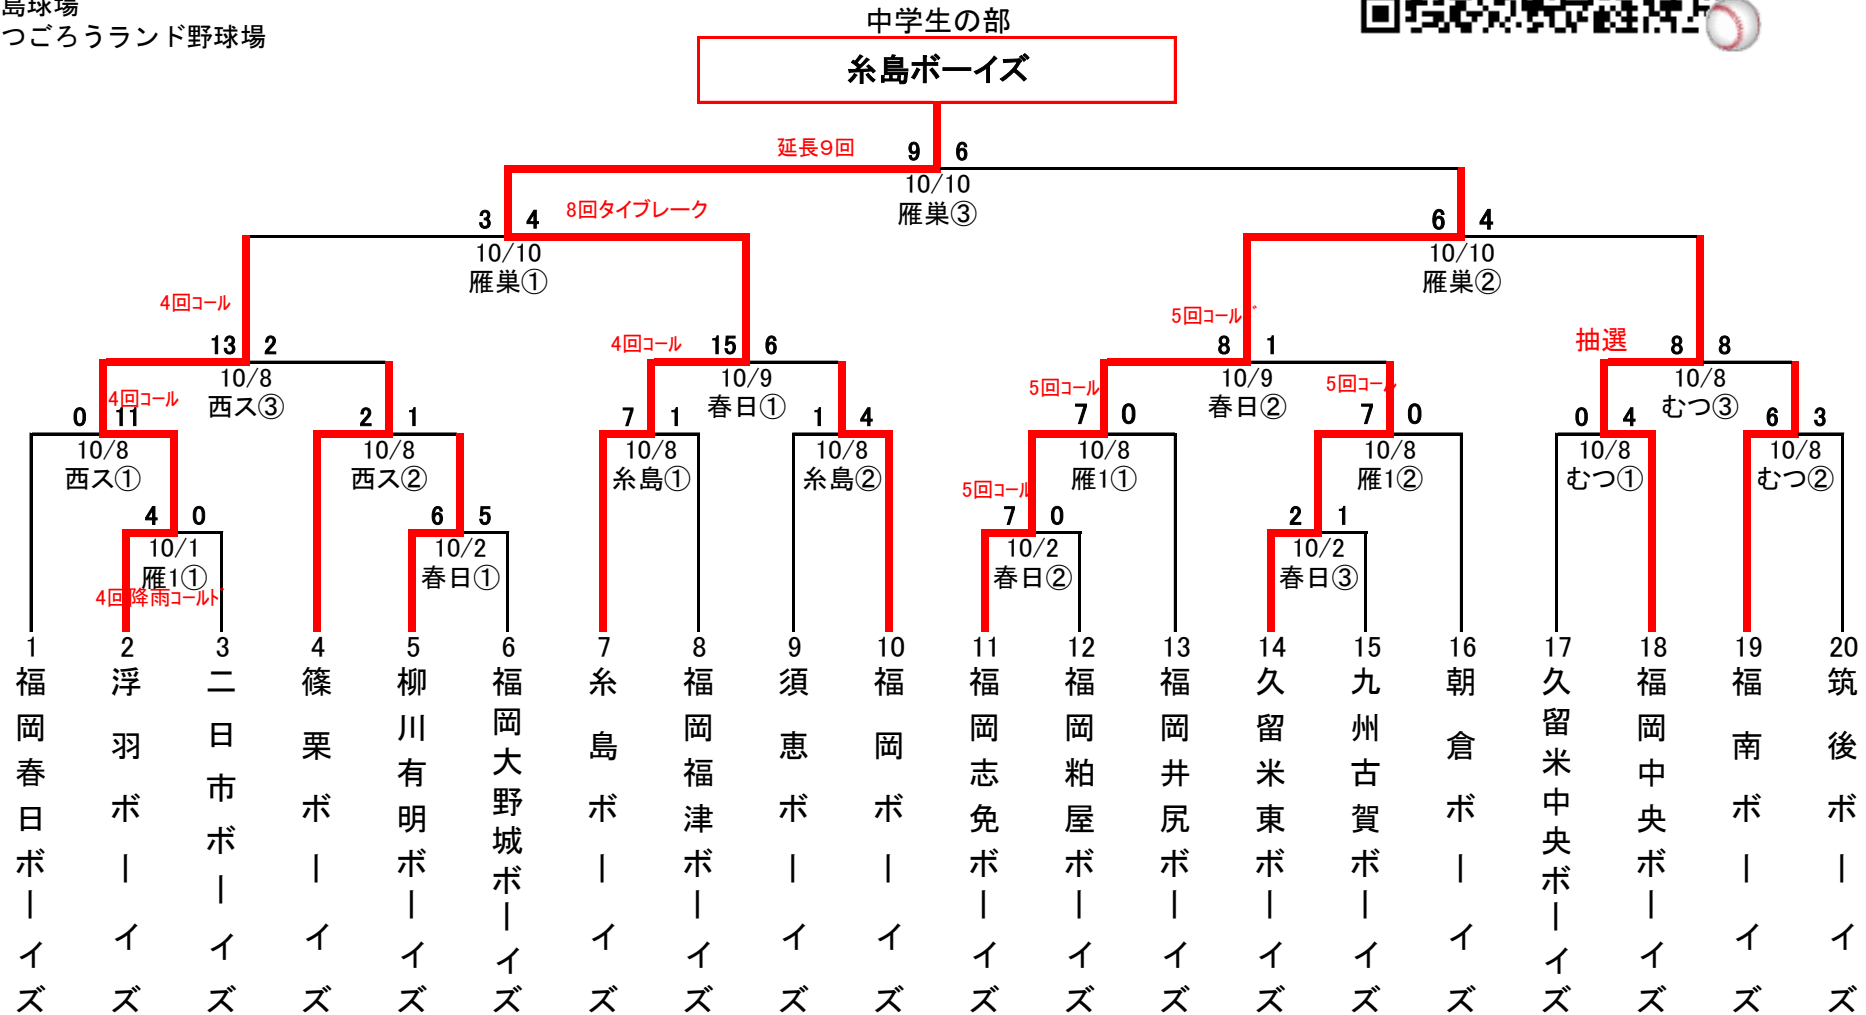 島球場
つごろうランド野球場
中学生の部
糸島ボーイズ
延長9回
9 6
10/10
雁巣③
3 4
8回タイブレーク
10/10
雁巣①
6 4
10/10
雁巣②
4回コール
13 2
10/8
西ス③
4回コール
15 6
10/9
春日①
5回コールド
8 1
10/9
春日②
抽選
8 8
10/8
むつ③
4回コール
0 11
10/8
西ス①
2 1
10/8
西ス②
7 1
10/8
糸島①
1 4
10/8
糸島②
5回コール
7 0
10/8
雁1①
5回コール
7 0
10/8
雁1②
0 4
10/8
むつ①
6 3
10/8
むつ②
4 0
10/1
雁1①
4回降雨コールド
6 5
10/2
春日①
5回コール
7 0
10/2
春日②
2 1
10/2
春日③
1
福岡春日ボーイズ
2
浮羽ボーイズ
3
二日市ボーイズ
4
篠栗ボーイズ
5
柳川有明ボーイズ
6
福岡大野城ボーイズ
7
糸島ボーイズ
8
福岡福津ボーイズ
9
須恵ボーイズ
10
福岡ボーイズ
11
福岡志免ボーイズ
12
福岡粕屋ボーイズ
13
福岡井尻ボーイズ
14
久留米東ボーイズ
15
九州古賀ボーイズ
16
朝倉ボーイズ
17
久留米中央ボーイズ
18
福岡中央ボーイズ
19
福南ボーイズ
20
筑後ボーイズ